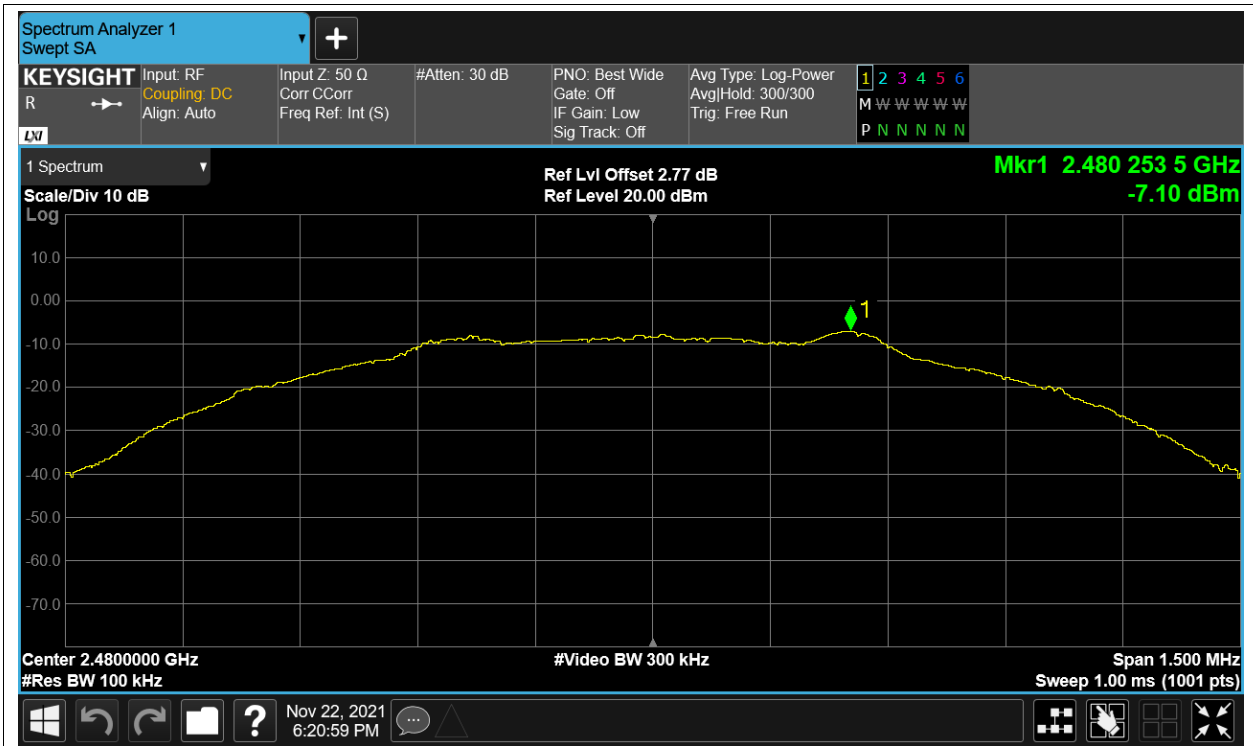 Spectrum Analyzer 1
Swept SA
▼
+
KEYSIGHT
R
LXI
Input: RF
Coupling: DC
Align: Auto
Input Z: 50 Ω
Corr CCorr
Freq Ref: Int (S)
#Atten: 30 dB
PNO: Best Wide
Gate: Off
IF Gain: Low
Sig Track: Off
Avg Type: Log-Power
Avg|Hold: 300/300
Trig: Free Run
1 2 3 4 5 6
M W W W W W
P N N N N N
1 Spectrum ▼
Scale/Div 10 dB
Log
Ref Lvl Offset 2.77 dB
Ref Level 20.00 dBm
Mkr1 2.480 253 5 GHz
-7.10 dBm
10.0
0.00
-10.0
-20.0
-30.0
-40.0
-50.0
-60.0
-70.0
1
Center 2.4800000 GHz
#Res BW 100 kHz
#Video BW 300 kHz
Span 1.500 MHz
Sweep 1.00 ms (1001 pts)
?
Nov 22, 2021
6:20:59 PM